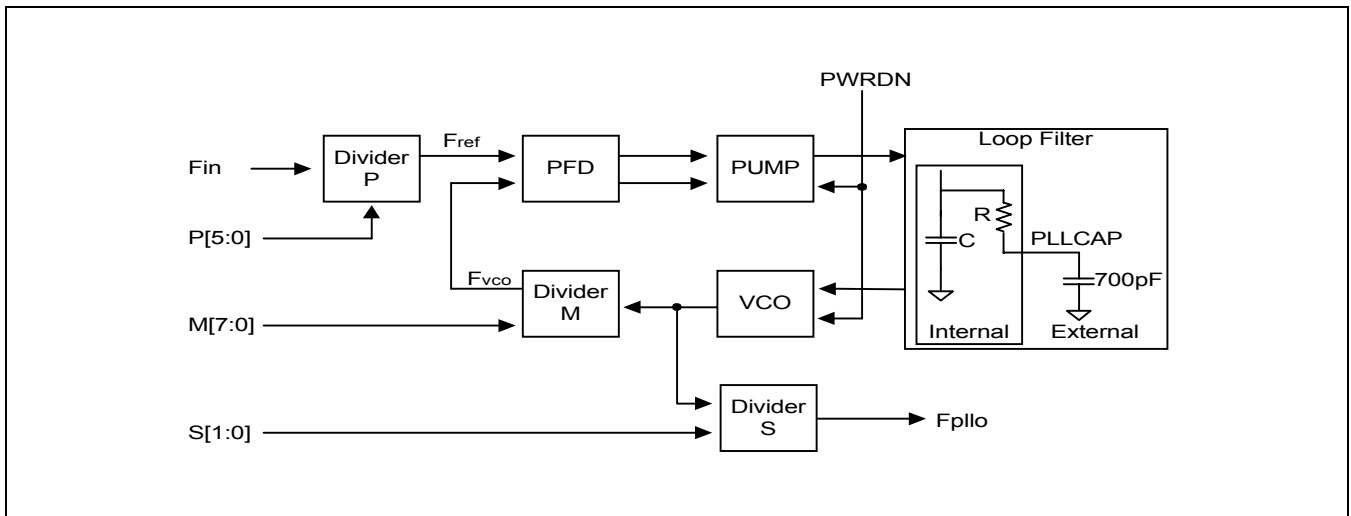 PWRDN
Loop Filter
Fin
Divider
P
Fref
PFD
PUMP
R
C
PLLCAP
700pF
Internal
External
P[5:0]
Fvco
Divider
M
VCO
M[7:0]
Divider
S
Fpllo
S[1:0]